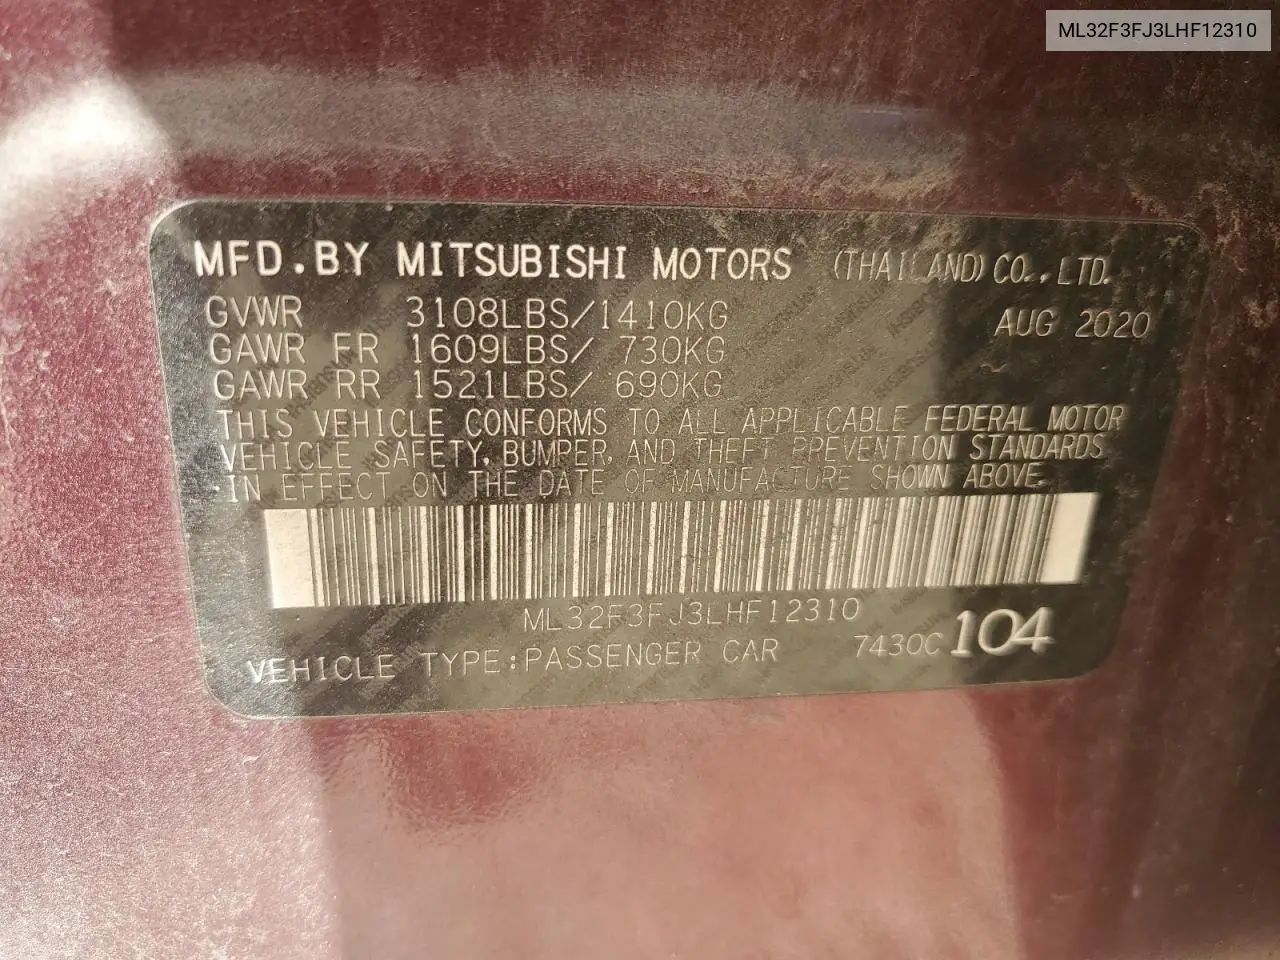 ML32F3FJ3LHF12310
MFD.BY MITSUBISHI MOTORS (THAILAND) CO., LTD.
GVWR 3108LBS/1410KG AUG 2020
GAWR FR 1609LBS/ 730KG
GAWR RR 1521LBS/ 690KG
THIS VEHICLE CONFORMS TO ALL APPLICABLE FEDERAL MOTOR
VEHICLE SAFETY, BUMPER, AND THEFT PREVENTION STANDARDS
IN EFFECT ON THE DATE OF MANUFACTURE SHOWN ABOVE.
ML32F3FJ3LHF12310
VEHICLE TYPE:PASSENGER CAR 7430C 104